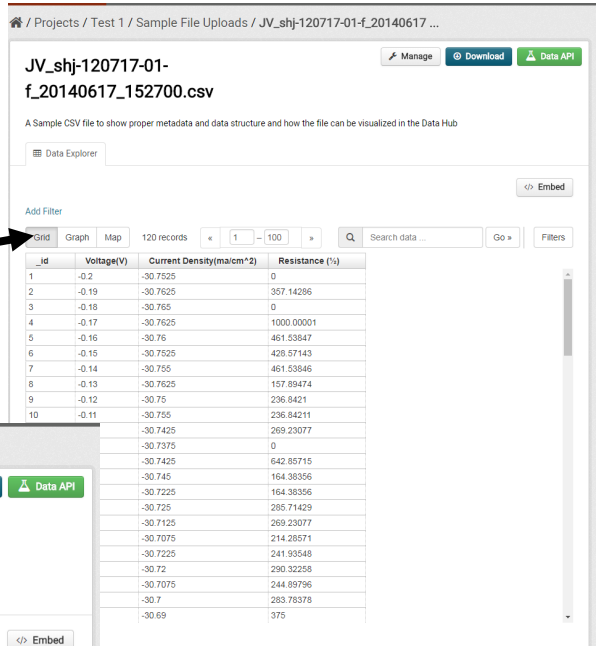 / Projects / Test 1 / Sample File Uploads / JV_shj-120717-01-f_20140617 ...
JV_shj-120717-01-
f_20140617_152700.csv
Manage Download Data API
A Sample CSV file to show proper metadata and data structure and how the file can be visualized in the Data Hub
Data Explorer
</> Embed
Add Filter
Grid Graph Map 120 records « 1 – 100 » Search data ... Go » Filters
_id Voltage(V) Current Density(ma/cm^2) Resistance (½)
1 -0.2 -30.7525 0
2 -0.19 -30.7625 357.14286
3 -0.18 -30.765 0
4 -0.17 -30.7625 1000.00001
5 -0.16 -30.76 461.53847
6 -0.15 -30.7525 428.57143
7 -0.14 -30.755 461.53846
8 -0.13 -30.7625 157.89474
9 -0.12 -30.75 236.8421
10 -0.11 -30.755 236.84211
-30.7425 269.23077
-30.7375 0
-30.7425 642.85715
-30.745 164.38356
-30.7225 164.38356
-30.725 285.71429
-30.7125 269.23077
-30.7075 214.28571
-30.7225 241.93548
-30.72 290.32258
-30.7075 244.89796
-30.7 283.78378
-30.69 375
Data API
</> Embed